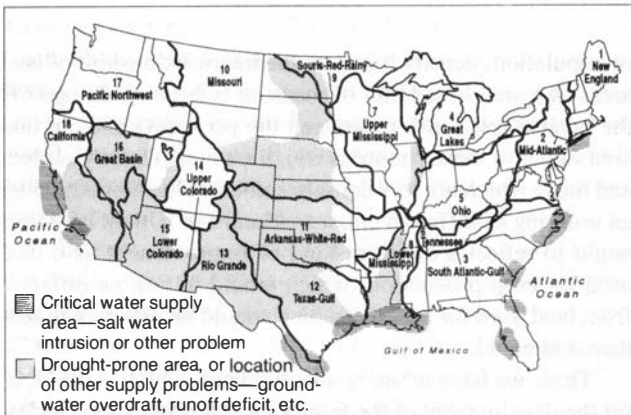 1
New
England
10
Missouri
Souris-Red-Rainy
9
17
Pacific Northwest
7
Upper
Mississippi
4
Great
Lakes
2
Mid-Atlantic
18
California
16
Great Basin
14
Upper
Colorado
5
Ohio
Pacific
Ocean
15
Lower
Colorado
11
Arkansas-White-Red
6
Tennessee
8
Lower
Mississippi
3
South Atlantic-Gulf
13
Rio Grande
12
Texas-Gulf
Atlantic
Ocean
Gulf of Mexico
Critical water supply
area—salt water
intrusion or other problem
Drought-prone area, or location
of other supply problem—ground-
water overdraft, runoff deficit, etc.